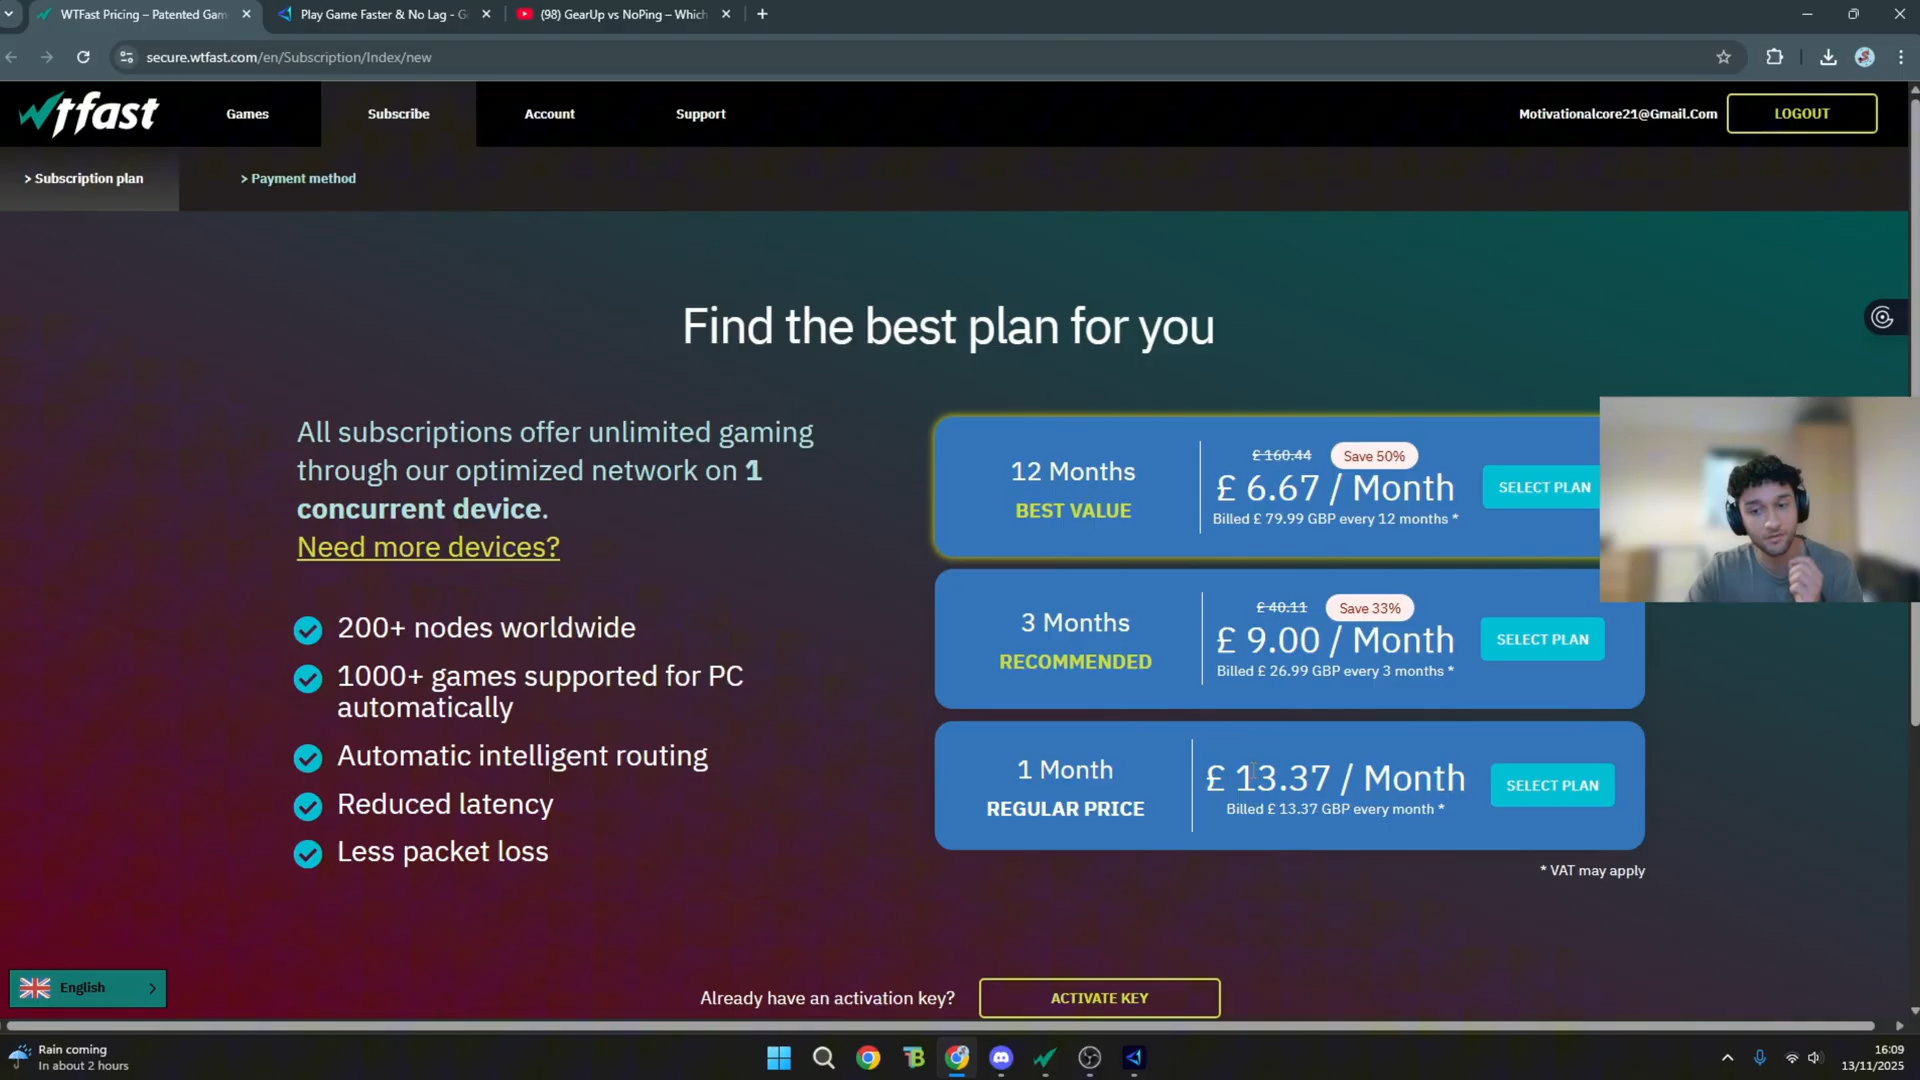 WTFast Pricing – Patented Gam
Play Game Faster & No Lag - G
(98) GearUp vs NoPing – Which
secure.wtfast.com/en/Subscription/Index/new
wtfast
Games
Subscribe
Account
Support
Motivationalcore21@Gmail.Com
LOGOUT
> Subscription plan
> Payment method
Find the best plan for you
All subscriptions offer unlimited gaming
through our optimized network on 1
concurrent device.
Need more devices?
200+ nodes worldwide
1000+ games supported for PC
automatically
Automatic intelligent routing
Reduced latency
Less packet loss
12 Months
BEST VALUE
£ 160.44
Save 50%
£ 6.67 / Month
Billed £ 79.99 GBP every 12 months *
SELECT PLAN
3 Months
RECOMMENDED
£ 40.11
Save 33%
£ 9.00 / Month
Billed £ 26.99 GBP every 3 months *
SELECT PLAN
1 Month
REGULAR PRICE
£ 13.37 / Month
Billed £ 13.37 GBP every month *
SELECT PLAN
* VAT may apply
Already have an activation key?
ACTIVATE KEY
English
Rain coming
In about 2 hours
16:09
13/11/2025